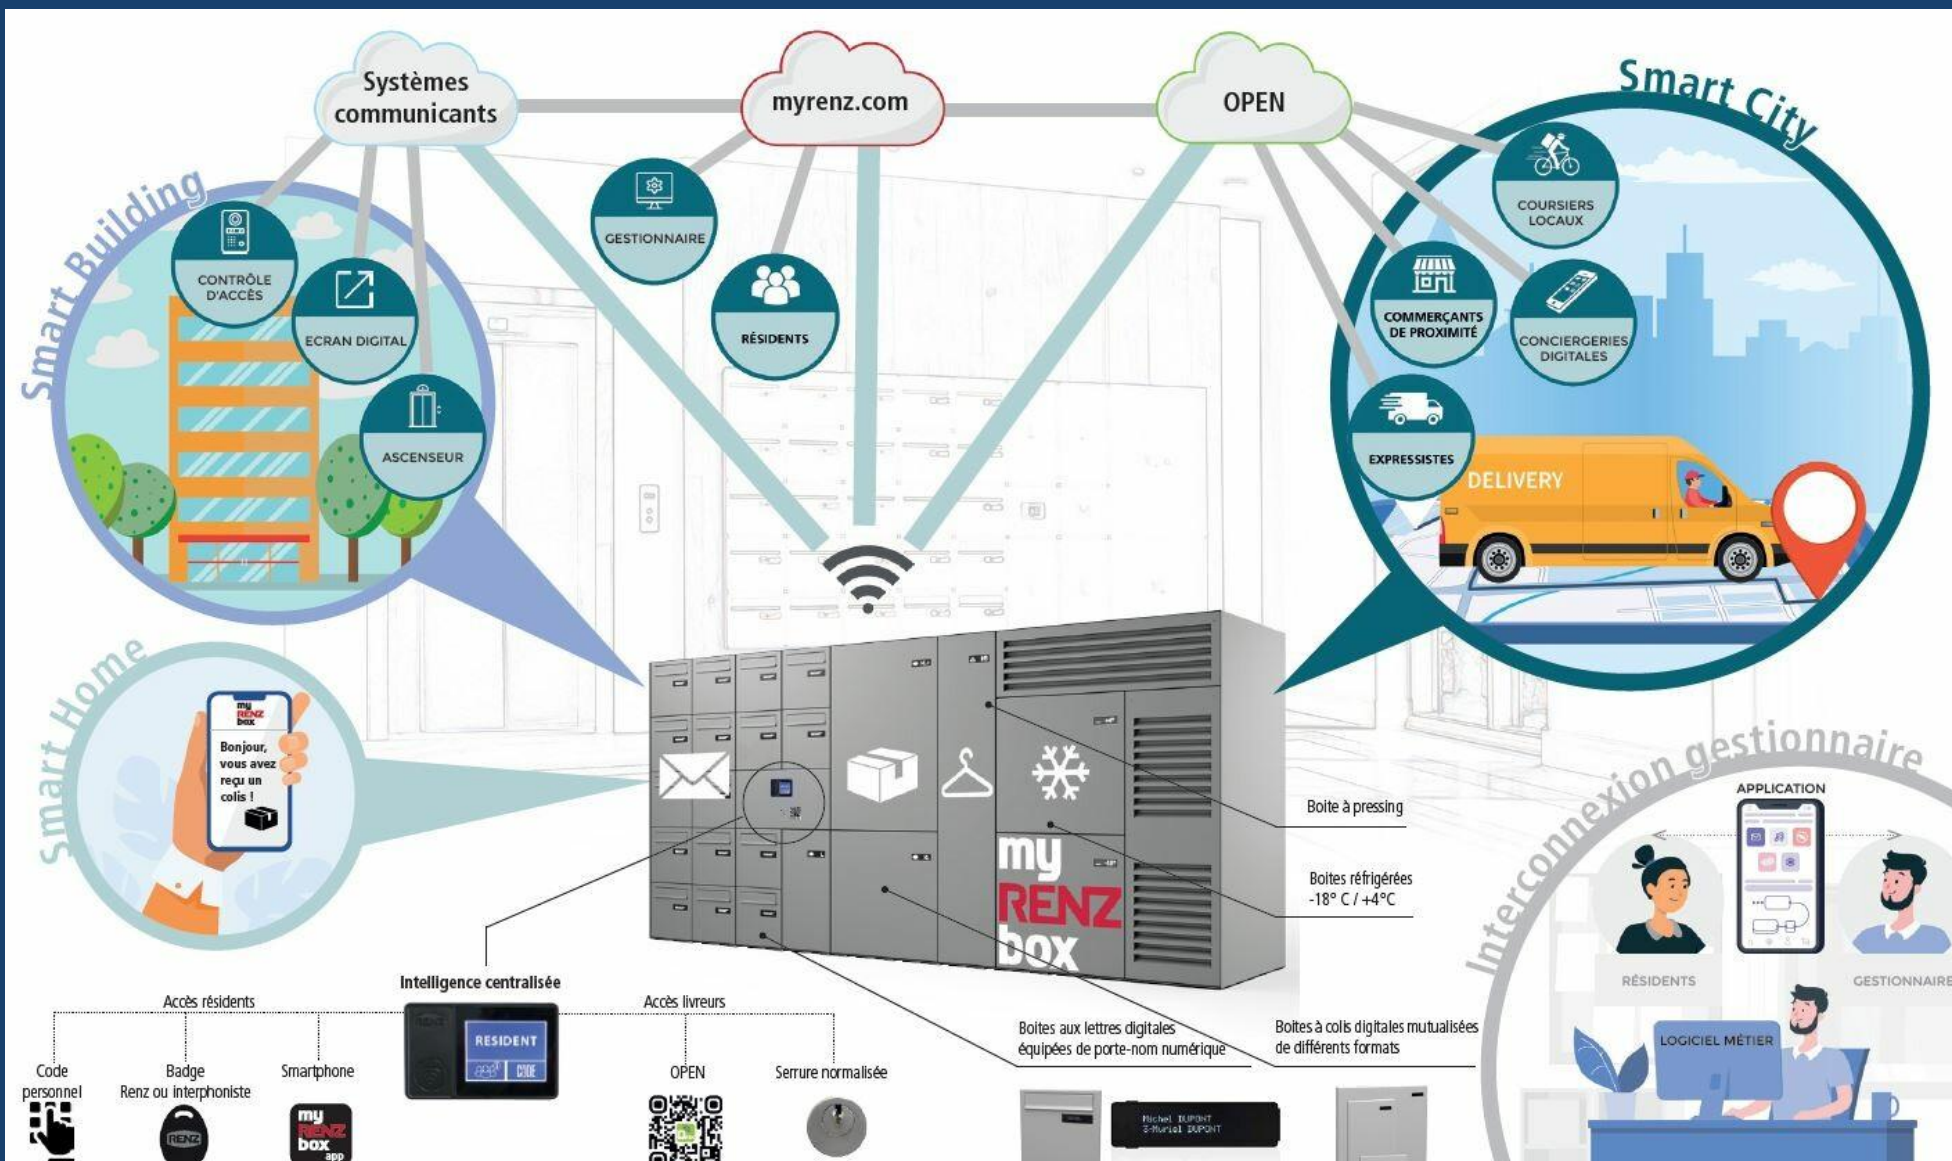 Systèmes
communicants
myrenz.com
OPEN
Smart City
Smart Building
CONTRÔLE
D'ACCÈS
ECRAN DIGITAL
ASCENSEUR
GESTIONNAIRE
RÉSIDENTS
COURSIERS
LOCAUX
COMMERÇANTS
DE PROXIMITÉ
CONCIERGERIES
DIGITALES
EXPRESSISTES
DELIVERY
Smart Home
my
RENZ
box
Bonjour,
vous avez
reçu un
colis !
my
RENZ
box
Boite à pressing
Boites réfrigérées
-18° C / +4°C
Interconnexion gestionnaire
APPLICATION
RÉSIDENTS
GESTIONNAIRE
LOGICIEL MÉTIER
Intelligence centralisée
RENZ
RESIDENT
CODE
Accès résidents
Code
personnel
Badge
Renz ou interphoniste
RENZ
Smartphone
my
RENZ
box
app
Accès livreurs
OPEN
Serrure normalisée
Boites aux lettres digitales
équipées de porte-nom numérique
Michel DUPONT
3-Muriel DUPONT
Boites à colis digitales mutualisées
de différents formats